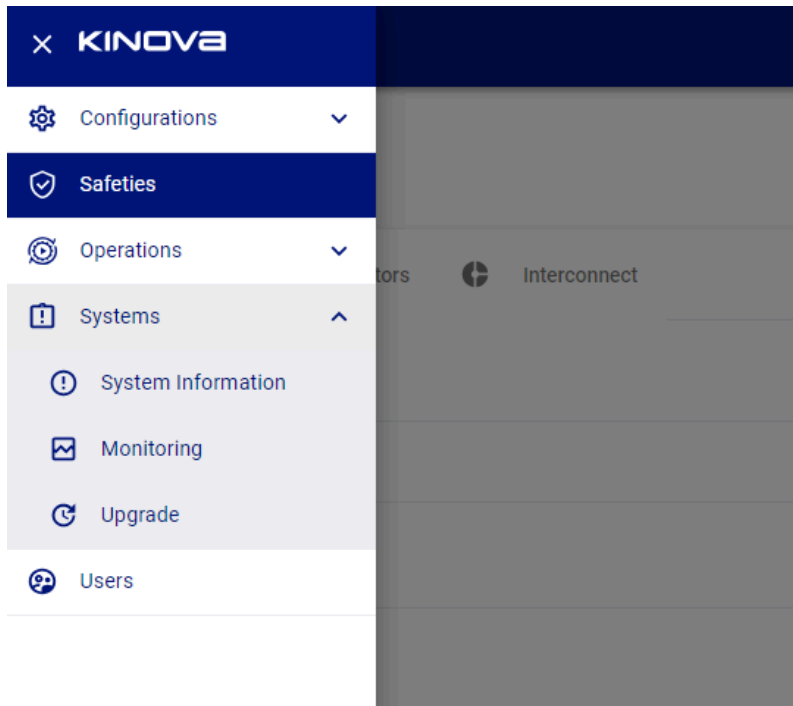 KINOVA
Configurations
Safeties
Operations
tors
Interconnect
Systems
System Information
Monitoring
Upgrade
Users